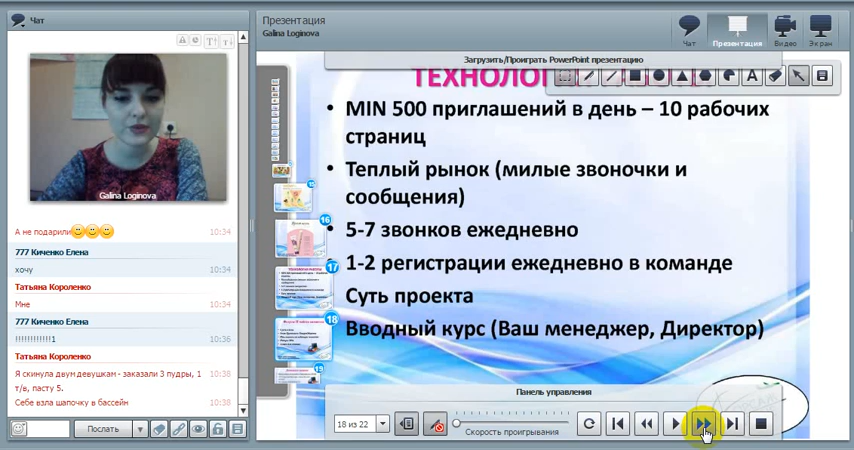 Чат
Galina Loginova
А не подарили
10:34
777 Киченко Елена
хочу
10:34
Татьяна Короленко
Мне
10:34
777 Киченко Елена
!!!!!!!!!!!!1
10:36
Татьяна Короленко
Я скинула двум девушкам - заказали 3 пудры, 1
т/в, пасту 5.
10:38
Себе взла шапочку в бассейн
10:38
Послать
Презентация
Galina Loginova
Чат
Презентация
Видео
Экран
Загрузить/Проиграть PowerPoint презентацию
• MIN 500 приглашений в день – 10 рабочих
страниц
• Теплый рынок (милые звоночки и
сообщения)
• 5-7 звонков ежедневно
• 1-2 регистрации ежедневно в команде
Суть проекта
Вводный курс (Ваш менеджер, Директор)
15
16
17
18
19
Панель управления
18 из 22
Скорость проигрывания